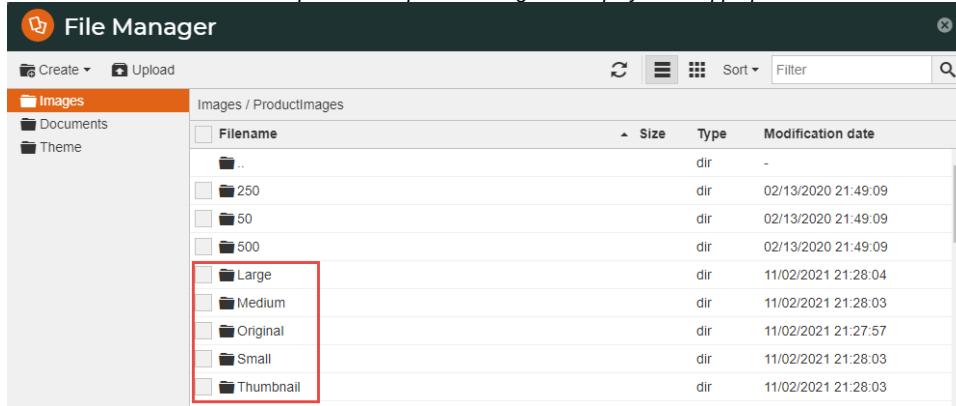 File Manager
Create Upload Sort Filter
Images
Documents
Theme
Images / ProductImages
Filename Size Type Modification date
.. dir -
250 dir 02/13/2020 21:49:09
50 dir 02/13/2020 21:49:09
500 dir 02/13/2020 21:49:09
Large dir 11/02/2021 21:28:04
Medium dir 11/02/2021 21:28:03
Original dir 11/02/2021 21:27:57
Small dir 11/02/2021 21:28:03
Thumbnail dir 11/02/2021 21:28:03